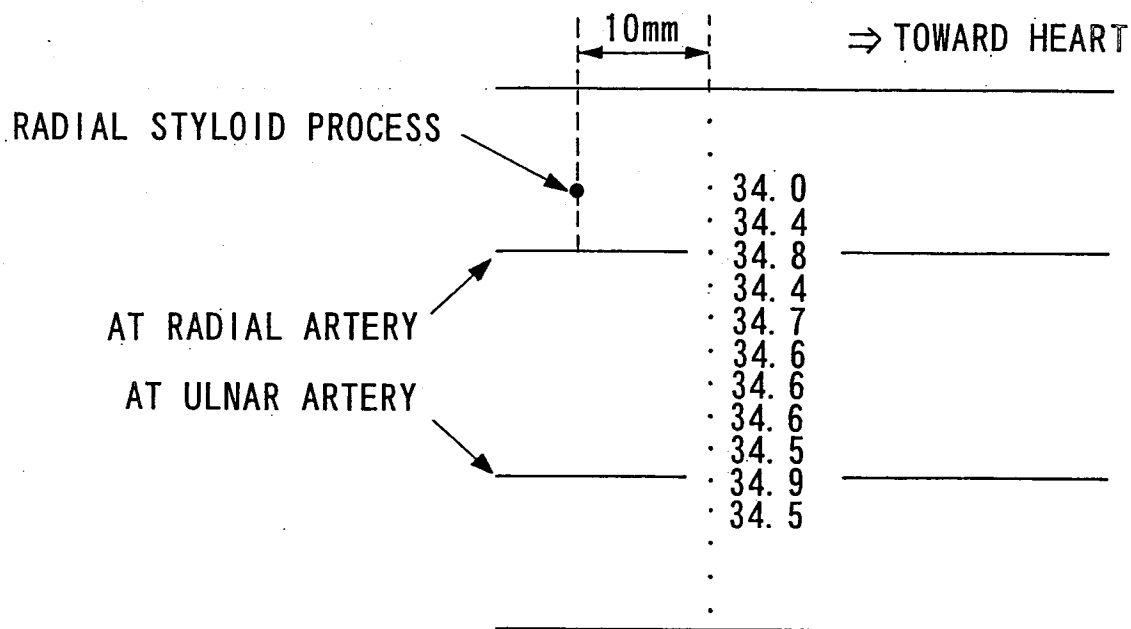 10mm
⇒ TOWARD HEART
RADIAL STYLOID PROCESS
34.0
34.4
34.8
34.4
AT RADIAL ARTERY
34.7
34.6
AT ULNAR ARTERY
34.6
34.6
34.5
34.9
34.5